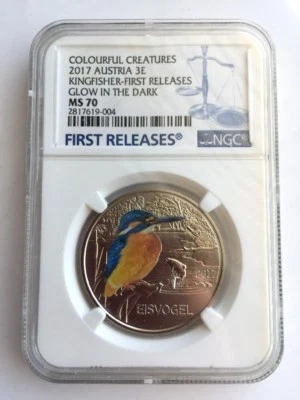 COLOURFUL CREATURES
2017 AUSTRIA 3E
KINGFISHER-FIRST RELEASES
GLOW IN THE DARK
MS 70
2817619-004
FIRST RELEASES®
NGC®
2017
EISVOGEL